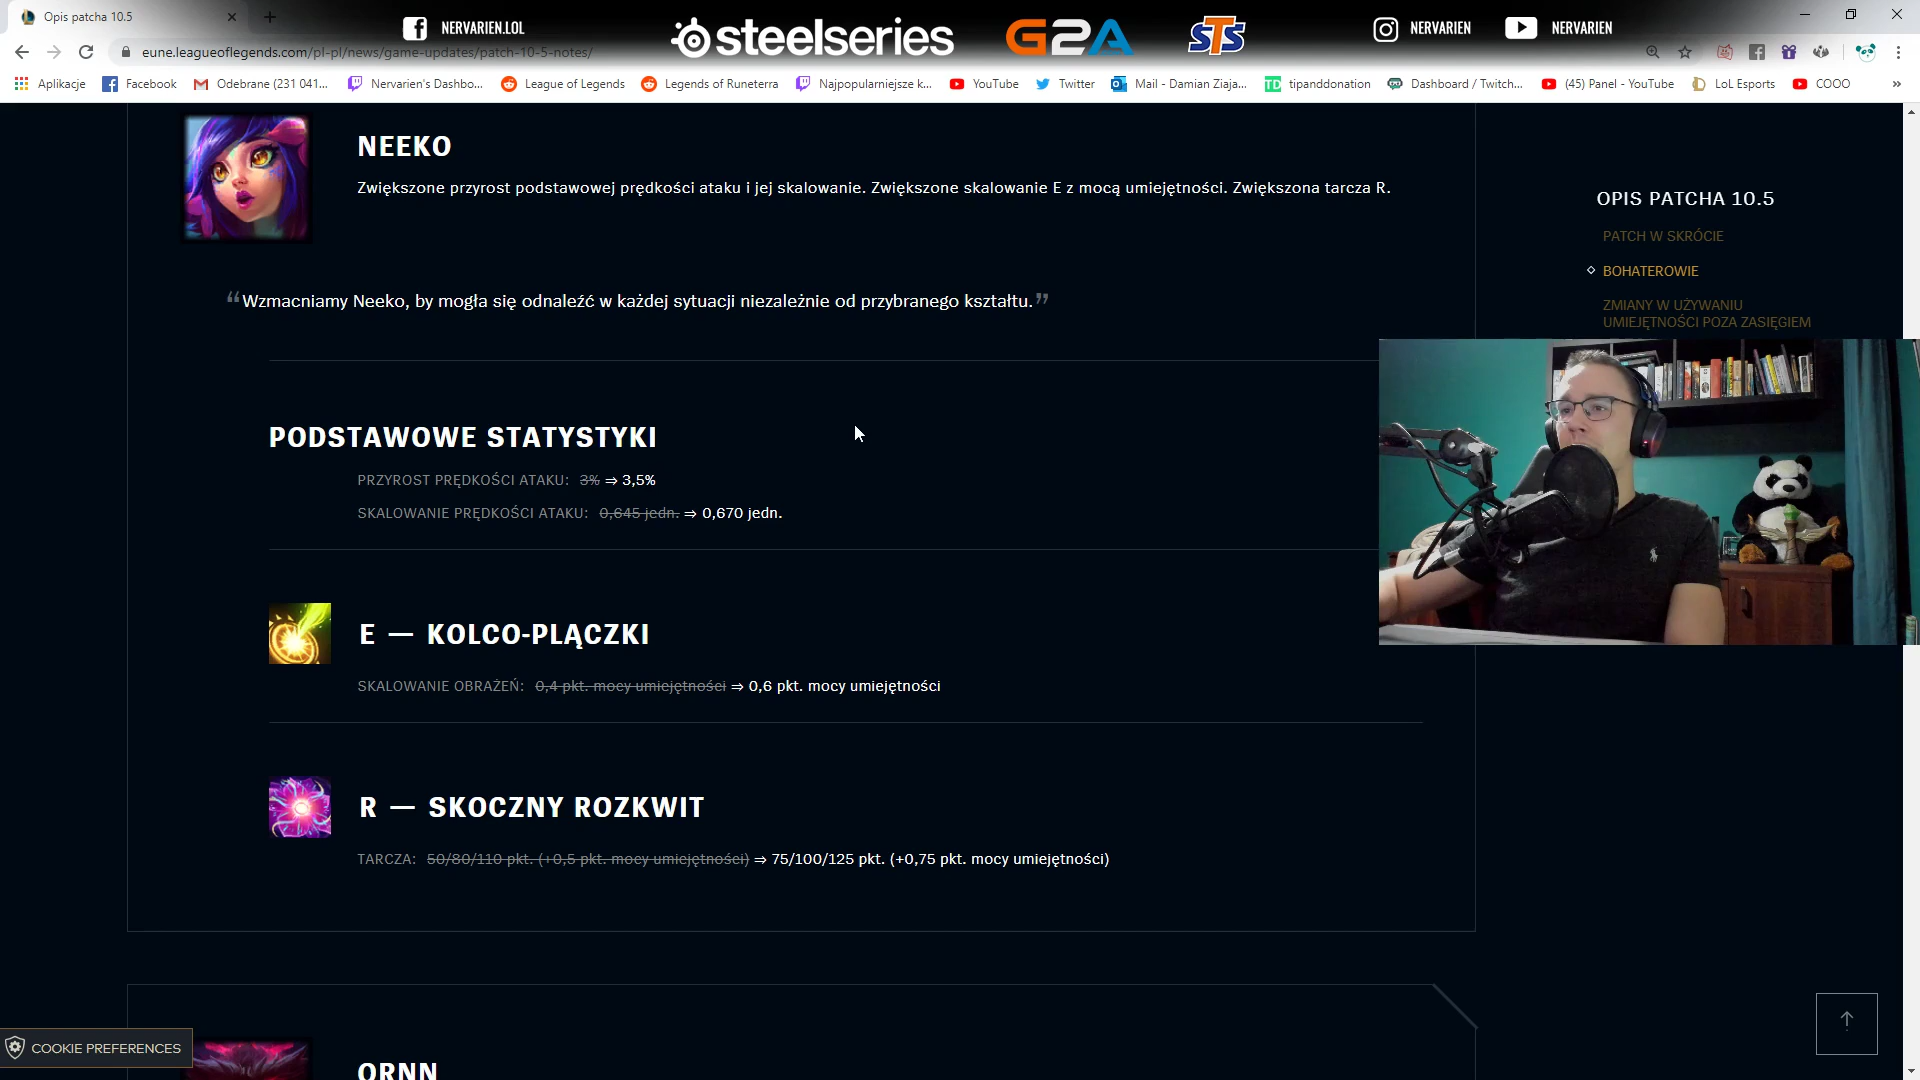 Opis patcha 10.5
NERVARIEN.LOL
steelseries
G2A
STS
NERVARIEN
NERVARIEN
eune.leagueoflegends.com/pl-pl/news/game-updates/patch-10-5-notes/
Aplikacje
Facebook
Odebrane (231 041...
Nervarien's Dashbo...
League of Legends
Legends of Runeterra
Najpopularniejsze k...
YouTube
Twitter
Mail - Damian Ziaja...
TD
tipanddonation
Dashboard / Twitch...
(45) Panel - YouTube
LoL Esports
COOO
»
NEEKO
Zwiększone przyrost podstawowej prędkości ataku i jej skalowanie. Zwiększone skalowanie E z mocą umiejętności. Zwiększona tarcza R.
“Wzmacniamy Neeko, by mogła się odnaleźć w każdej sytuacji niezależnie od przybranego kształtu.”
PODSTAWOWE STATYSTYKI
PRZYROST PRĘDKOŚCI ATAKU: 3% ⇒ 3,5%
SKALOWANIE PRĘDKOŚCI ATAKU: 0,645 jedn. ⇒ 0,670 jedn.
E — KOLCO-PLĄCZKI
SKALOWANIE OBRAŻEŃ: 0,4 pkt. mocy umiejętności ⇒ 0,6 pkt. mocy umiejętności
R — SKOCZNY ROZKWIT
TARCZA: 50/80/110 pkt. (+0,5 pkt. mocy umiejętności) ⇒ 75/100/125 pkt. (+0,75 pkt. mocy umiejętności)
ORNN
OPIS PATCHA 10.5
PATCH W SKRÓCIE
BOHATEROWIE
ZMIANY W UŻYWANIU
UMIEJĘTNOŚCI POZA ZASIĘGIEM
COOKIE PREFERENCES